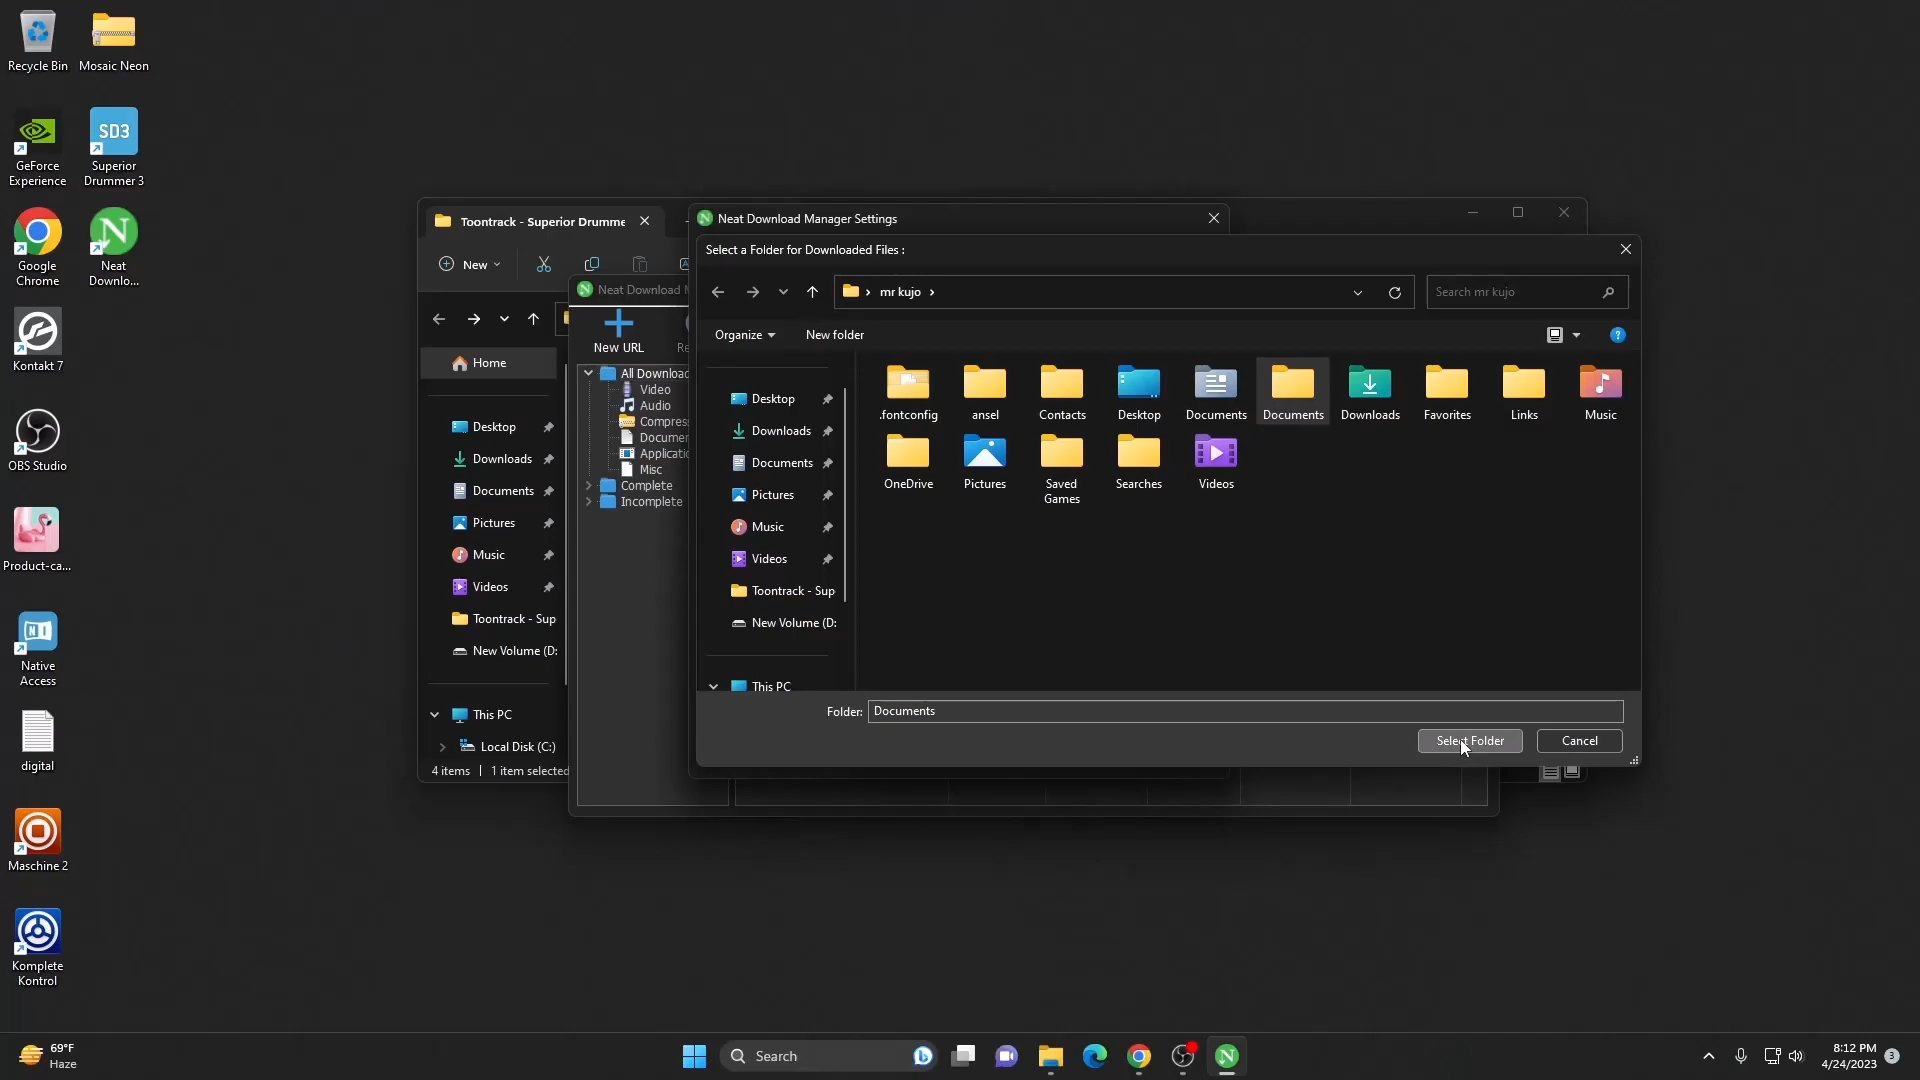 Recycle Bin
Mosaic Neon
GeForce
Experience
SD3
Superior
Drummer 3
Google
Chrome
Neat
Downlo...
Kontakt 7
OBS Studio
Product-ca...
Native
Access
digital
Maschine 2
Komplete
Kontrol
Toontrack - Superior Drumme
New
Home
Desktop
Downloads
Documents
Pictures
Music
Videos
Toontrack - Sup
New Volume (D:
This PC
Local Disk (C:)
4 items
1 item selected
Neat Download M
New URL
Re
All Download
Video
Audio
Compres
Documen
Applicatio
Misc
Complete
Incomplete
Neat Download Manager Settings
Select a Folder for Downloaded Files :
mr kujo
Search mr kujo
Organize
New folder
Desktop
Downloads
Documents
Pictures
Music
Videos
Toontrack - Sup
New Volume (D:
This PC
.fontconfig
ansel
Contacts
Desktop
Documents
Documents
Downloads
Favorites
Links
Music
OneDrive
Pictures
Saved
Games
Searches
Videos
Folder:
Documents
Select Folder
Cancel
69°F
Haze
Search
8:12 PM
4/24/2023
3